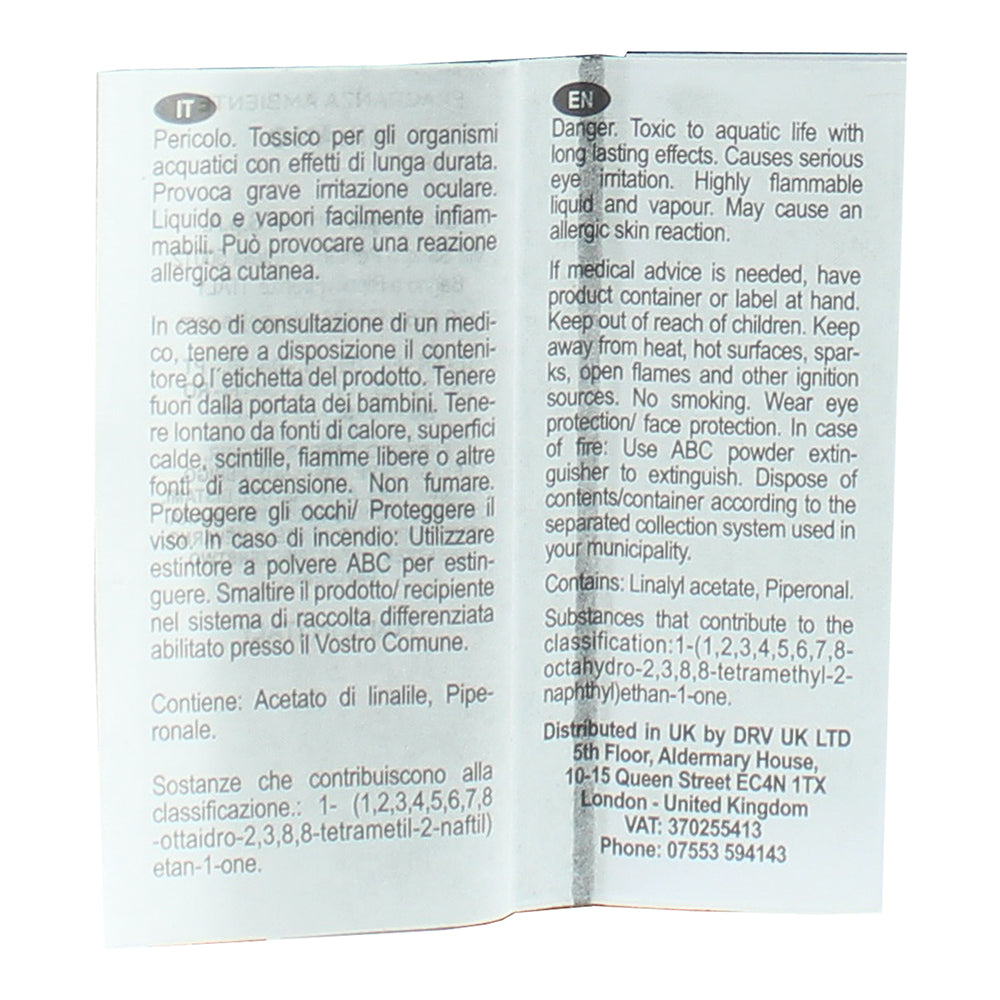 IT
Pericolo. Tossico per gli organismi
acquatici con effetti di lunga durata.
Provoca grave irritazione oculare.
Liquido e vapori facilmente infiam-
mabili. Può provocare una reazione
allergica cutanea.
In caso di consultazione di un medi-
co, tenere a disposizione il conteni-
tore o l´etichetta del prodotto. Tenere
fuori dalla portata dei bambini. Tene-
re lontano da fonti di calore, superfici
calde, scintille, fiamme libere o altre
fonti di accensione. Non fumare.
Proteggere gli occhi/ Proteggere il
viso. In caso di incendio: Utilizzare
estintore a polvere ABC per estin-
guere. Smaltire il prodotto/ recipiente
nel sistema di raccolta differenziata
abilitato presso il Vostro Comune.
Contiene: Acetato di linalile, Pipe-
ronale.
Sostanze che contribuiscono alla
classificazione.: 1- (1,2,3,4,5,6,7,8
-ottaidro-2,3,8,8-tetrametil-2-naftil)
etan-1-one.
EN
Danger. Toxic to aquatic life with
long lasting effects. Causes serious
eye irritation. Highly flammable
liquid and vapour. May cause an
allergic skin reaction.
If medical advice is needed, have
product container or label at hand.
Keep out of reach of children. Keep
away from heat, hot surfaces, spar-
ks, open flames and other ignition
sources. No smoking. Wear eye
protection/ face protection. In case
of fire: Use ABC powder extin-
guisher to extinguish. Dispose of
contents/container according to the
separated collection system used in
your municipality.
Contains: Linalyl acetate, Piperonal.
Substances that contribute to the
classification:1-(1,2,3,4,5,6,7,8-
octahydro-2,3,8,8-tetramethyl-2-
naphthyl)ethan-1-one.
Distributed in UK by DRV UK LTD
5th Floor, Aldermary House,
10-15 Queen Street EC4N 1TX
London - United Kingdom
VAT: 370255413
Phone: 07553 594143